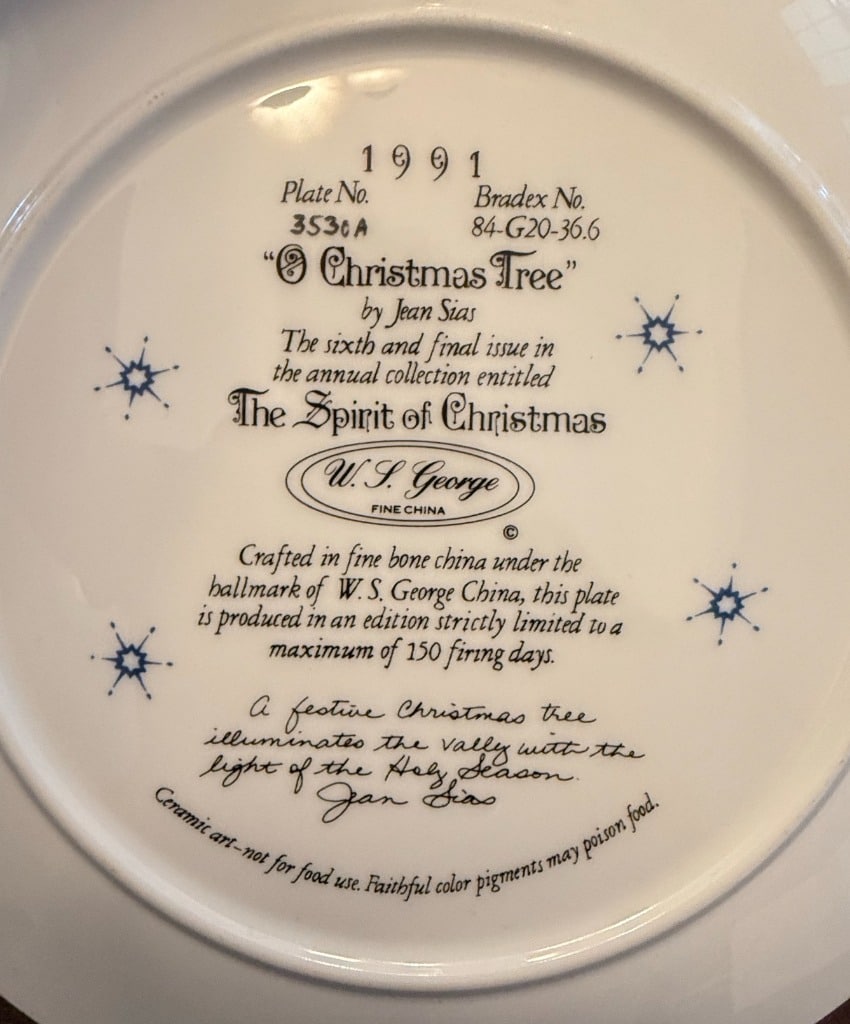 1991
Plate No. Bradex No.
3530A 84-G20-36.6
“O Christmas Tree”
by Jean Sias
The sixth and final issue in
the annual collection entitled
The Spirit of Christmas
W. S. George
FINE CHINA
©
Crafted in fine bone china under the
hallmark of W. S. George China, this plate
is produced in an edition strictly limited to a
maximum of 150 firing days.
A festive Christmas tree
illuminates the vally with the
light of the Holy Season.
Jean Sias
Ceramic art–not for food use. Faithful color pigments may poison food.